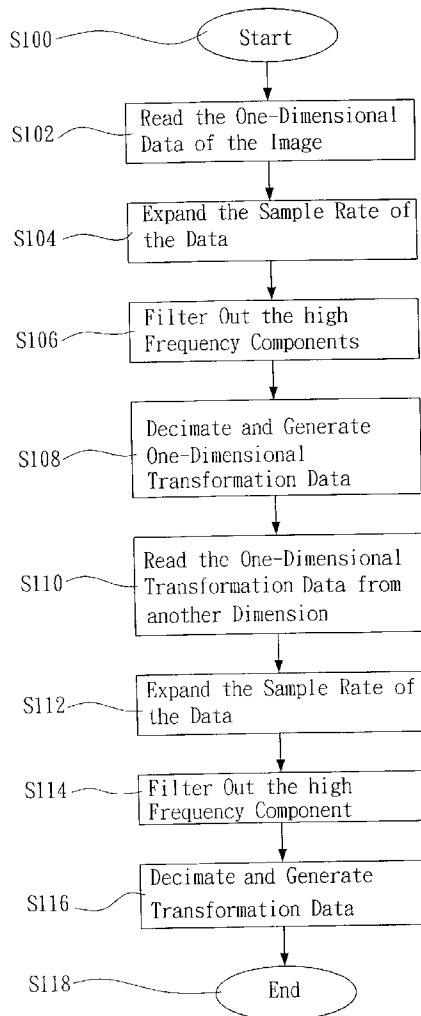 S100
Start
S102
Read the One-Dimensional
Data of the Image
S104
Expand the Sample Rate of
the Data
S106
Filter Out the high
Frequency Components
S108
Decimate and Generate
One-Dimensional
Transformation Data
S110
Read the One-Dimensional
Transformation Data from
another Dimension
S112
Expand the Sample Rate of
the Data
S114
Filter Out the high
Frequency Component
S116
Decimate and Generate
Transformation Data
S118
End